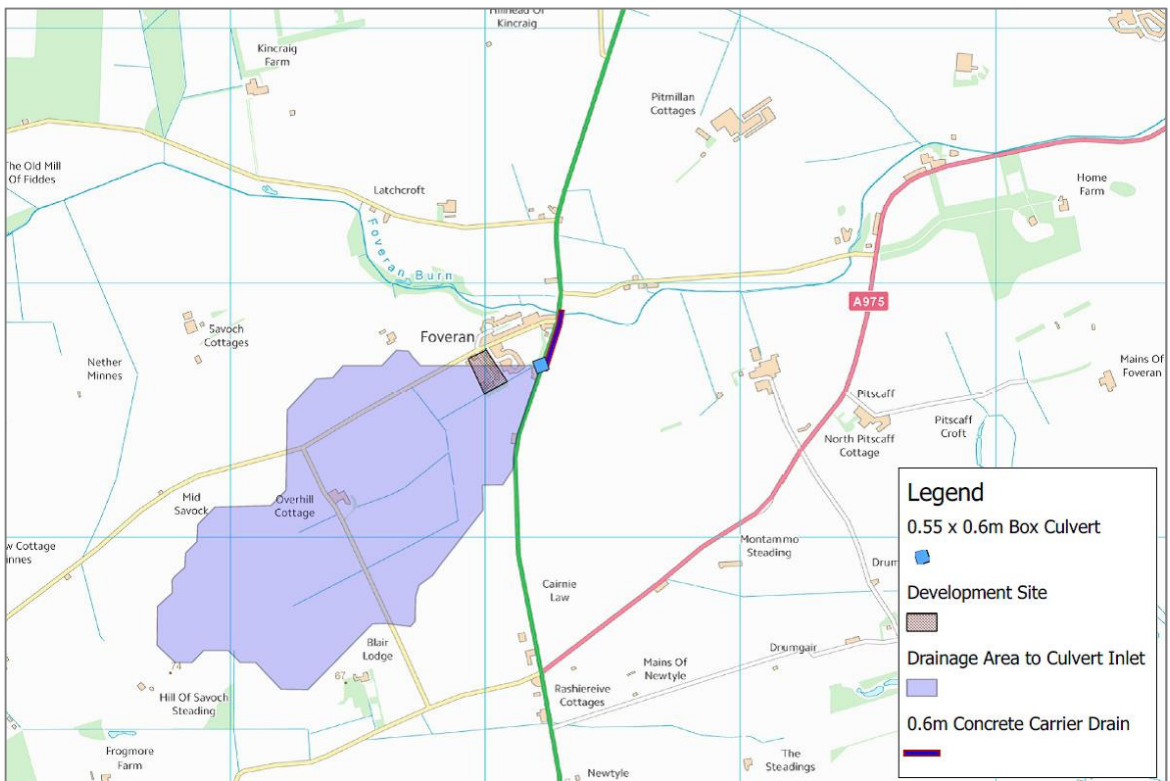 Hillhead Of
Kincraig
Kincraig
Farm
Pitmillan
Cottages
The Old Mill
Of Fiddes
Latchcroft
Home
Farm
Foveran Burn
A975
Foveran
Savoch
Cottages
Nether
Minnes
Mains Of
Foveran
Pitscaff
Pitscaff
Croft
North Pitscaff
Cottage
Mid
Savock
Overhill
Cottage
w Cottage
innes
Montammo
Steading
Drum
Cairnie
Law
Blair
Lodge
74
67
Hill Of Savoch
Steading
Drumgair
Mains Of
Newtyle
Rashiereive
Cottages
Frogmore
Farm
The
Steadings
Newtyle
Legend
0.55 x 0.6m Box Culvert
Development Site
Drainage Area to Culvert Inlet
0.6m Concrete Carrier Drain